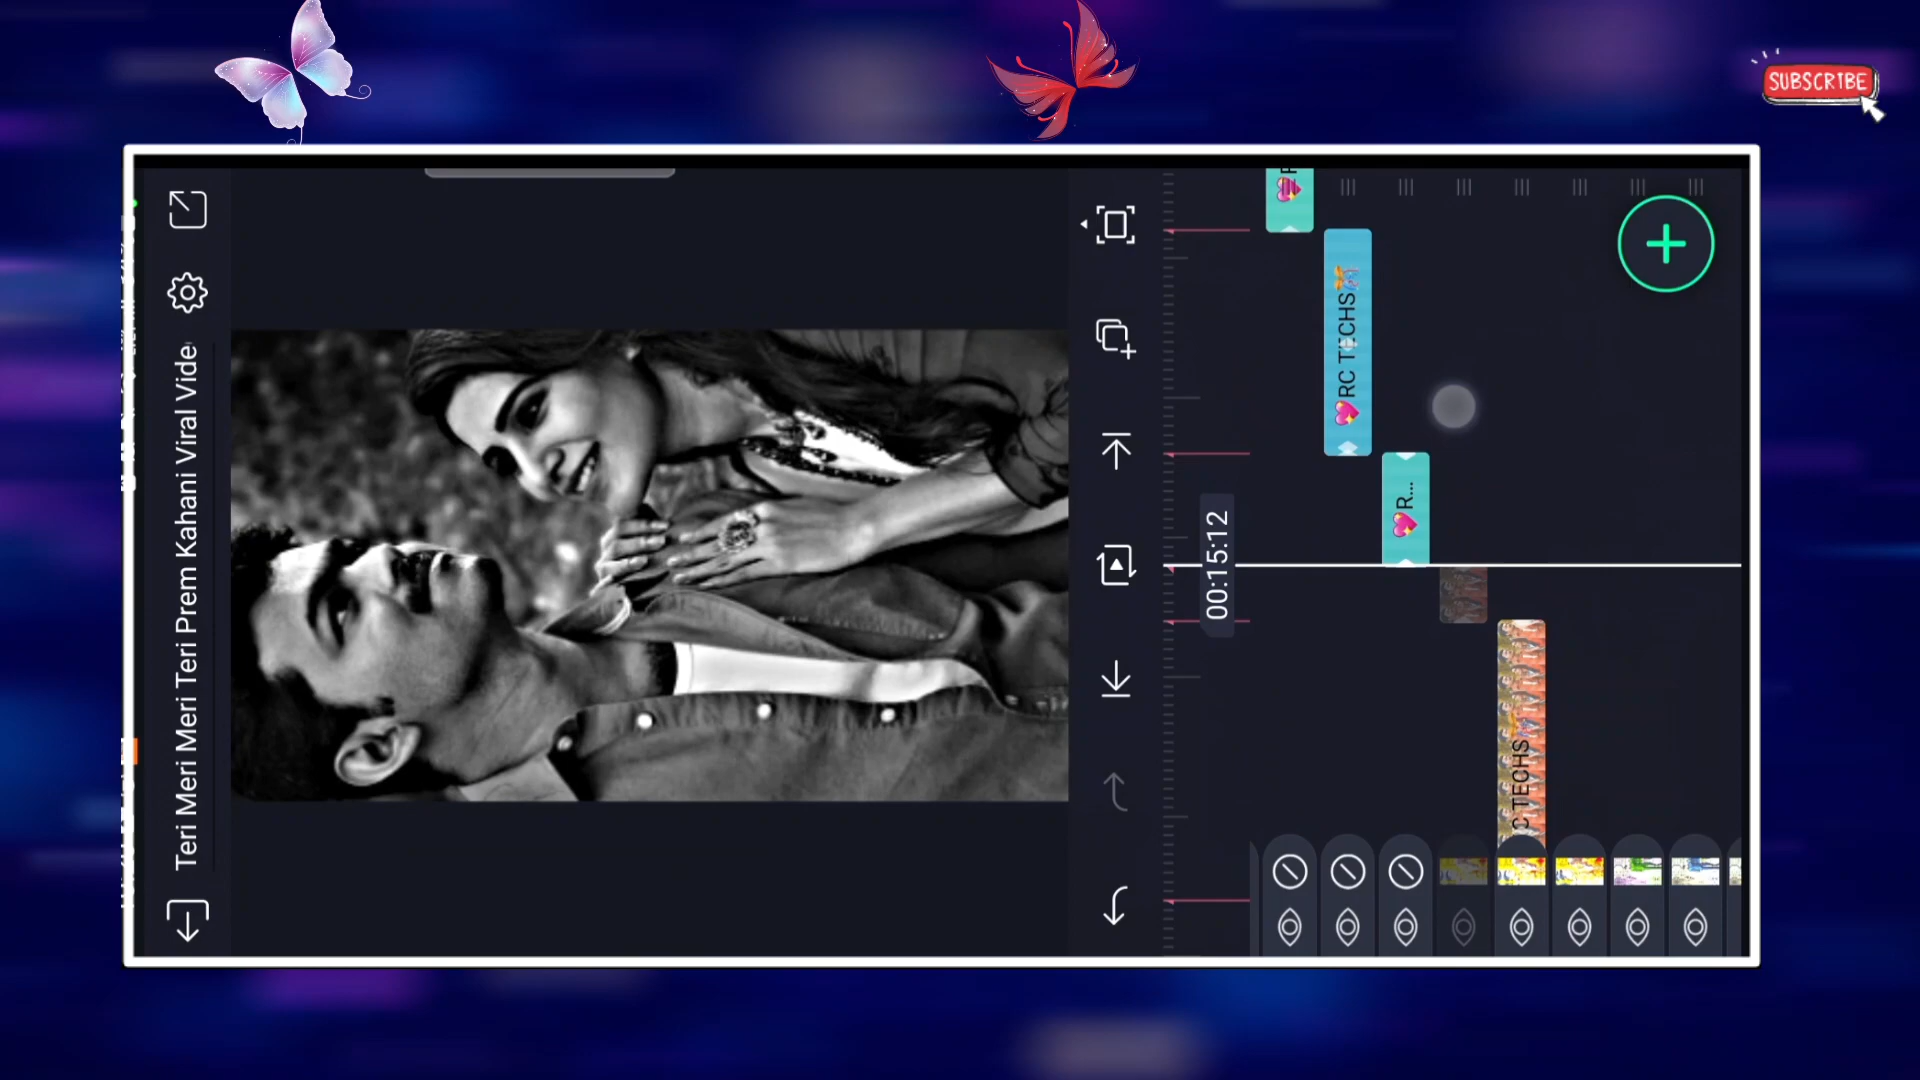 SUBSCRIBE
Teri Meri Meri Teri Prem Kahani Viral Vide
00:15:12
💖RC TECHS
💖R...
C TECHS